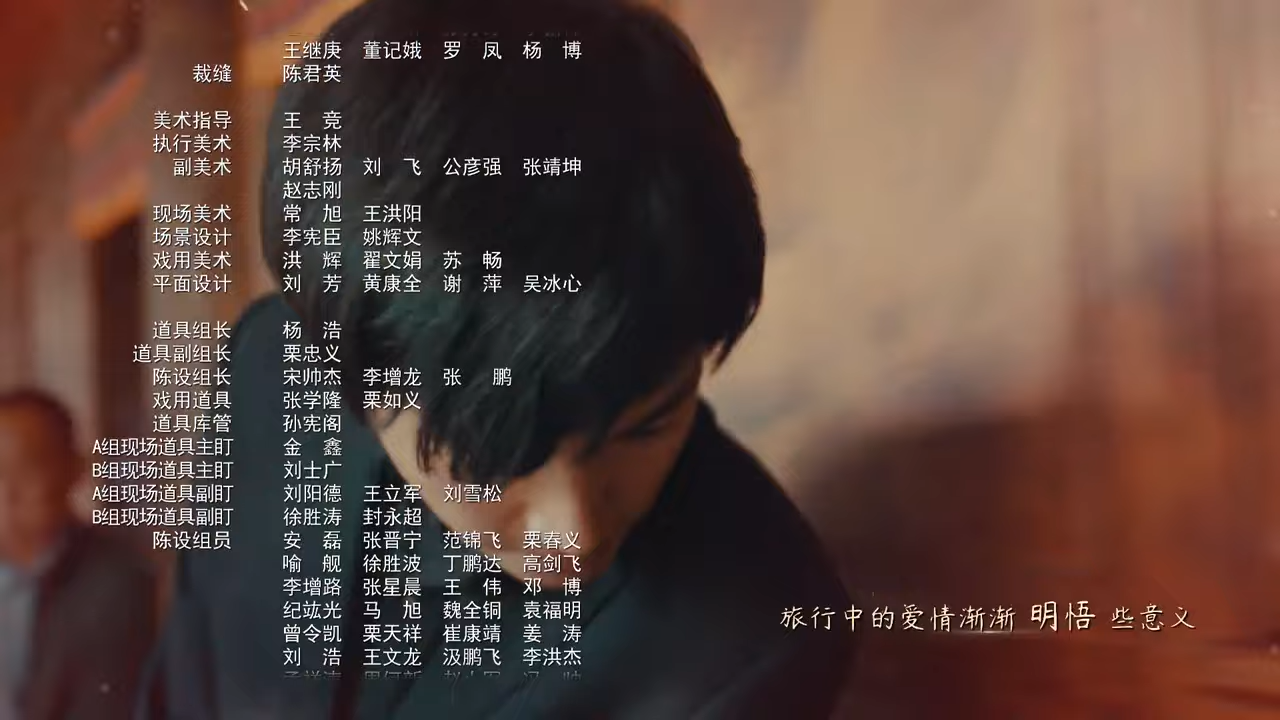 王继庚 董记娥 罗凤 杨博
裁缝 陈君英
美术指导 王竞
执行美术 李宗林
副美术 胡舒扬 刘飞 公彦强 张靖坤
赵志刚
现场美术 常旭 王洪阳
场景设计 李宪臣 姚辉文
戏用美术 洪辉 翟文娟 苏畅
平面设计 刘芳 黄康全 谢萍 吴冰心
道具组长 杨浩
道具副组长 栗忠义
陈设组长 宋帅杰 李增龙 张鹏
戏用道具 张学隆 栗如义
道具库管 孙宪阁
A组现场道具主盯 金鑫
B组现场道具主盯 刘士广
A组现场道具副盯 刘阳德 王立军 刘雪松
B组现场道具副盯 徐胜涛 封永超
陈设组员 安磊 张晋宁 范锦飞 栗春义
喻舰 徐胜波 丁鹏达 高剑飞
李增路 张星晨 王伟 邓博
纪竑光 马旭 魏全铜 袁福明
曾令凯 栗天祥 崔康靖 姜涛
刘浩 王文龙 汲鹏飞 李洪杰
旅行中的爱情渐渐 明悟 些意义